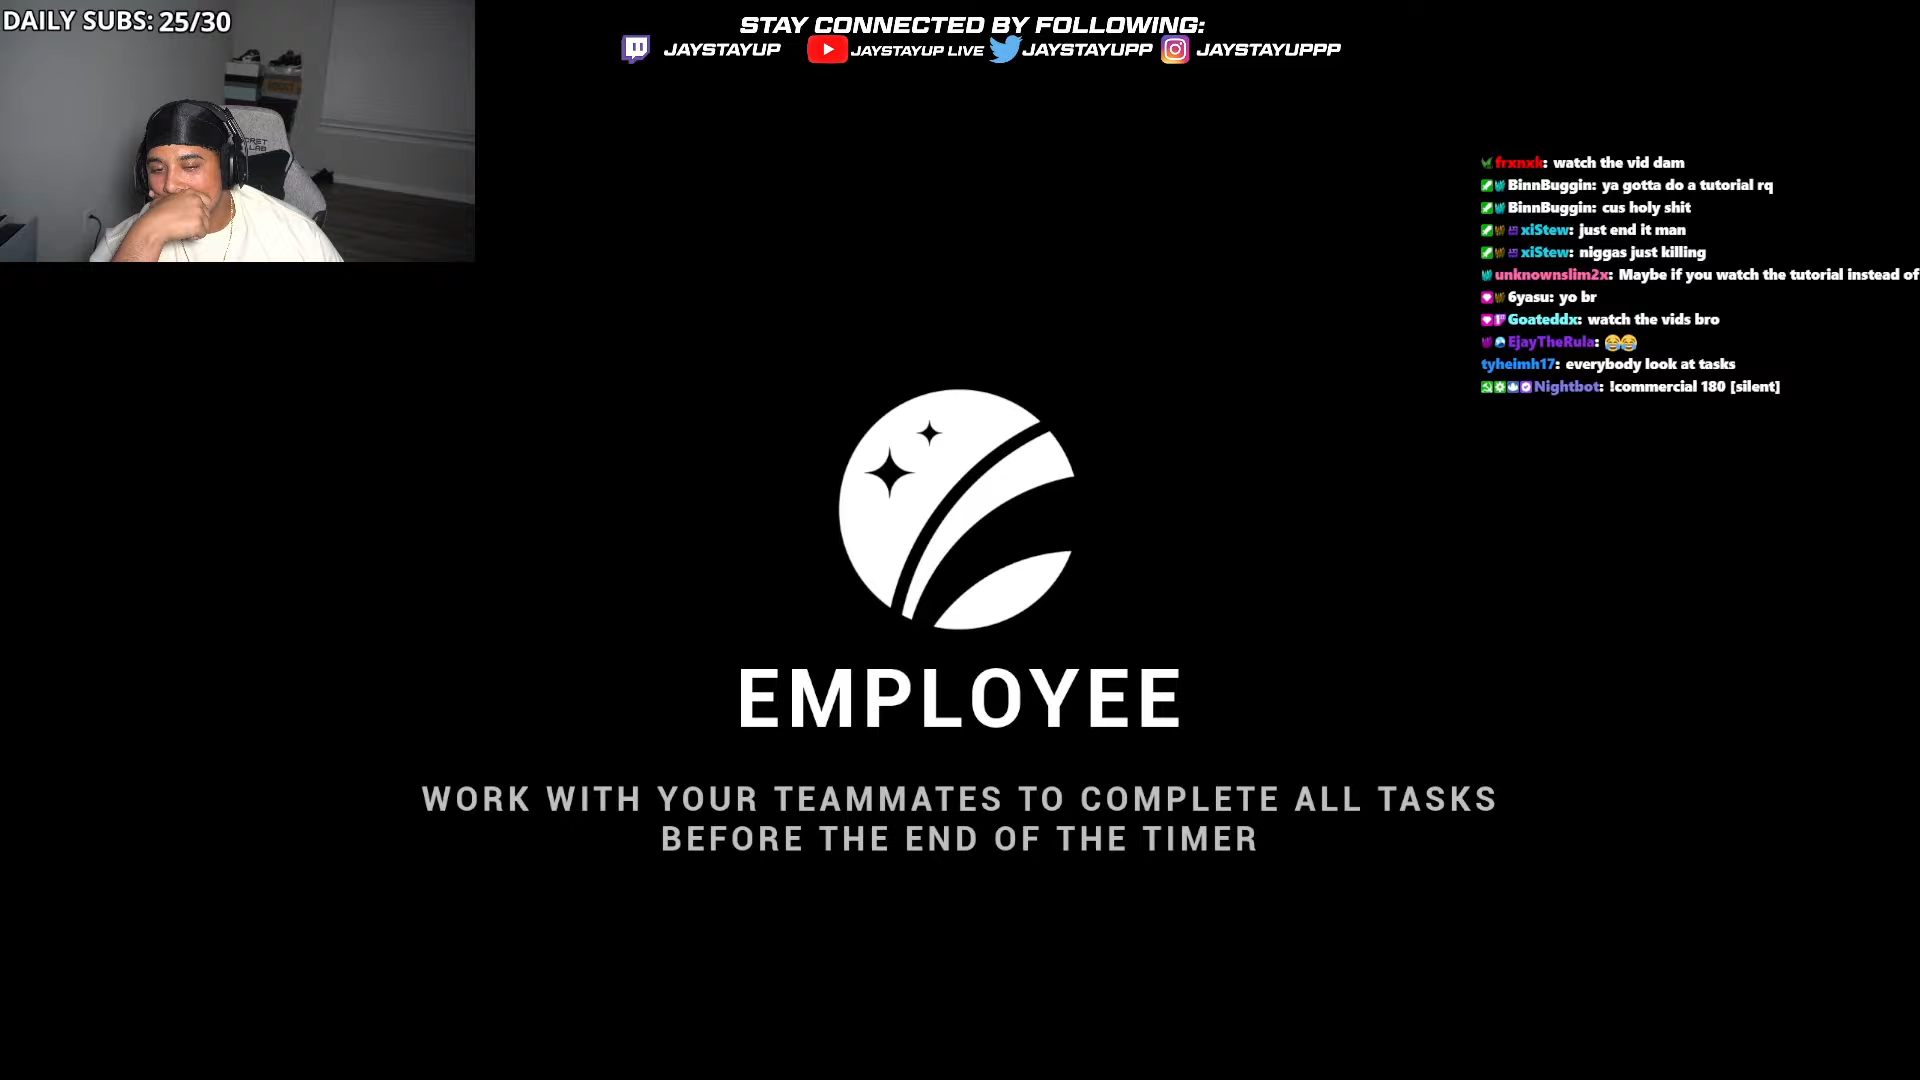 DAILY SUBS: 25/30
STAY CONNECTED BY FOLLOWING:
JAYSTAYUP JAYSTAYUP LIVE JAYSTAYUPP JAYSTAYUPPP
frxnxk: watch the vid dam
BinnBuggin: ya gotta do a tutorial rq
BinnBuggin: cus holy shit
xiStew: just end it man
xiStew: niggas just killing
unknownslim2x: Maybe if you watch the tutorial instead of
6yasu: yo br
Goateddx: watch the vids bro
EjayTheRula: 😂😂
tyheimh17: everybody look at tasks
Nightbot: !commercial 180 [silent]
EMPLOYEE
WORK WITH YOUR TEAMMATES TO COMPLETE ALL TASKS
BEFORE THE END OF THE TIMER